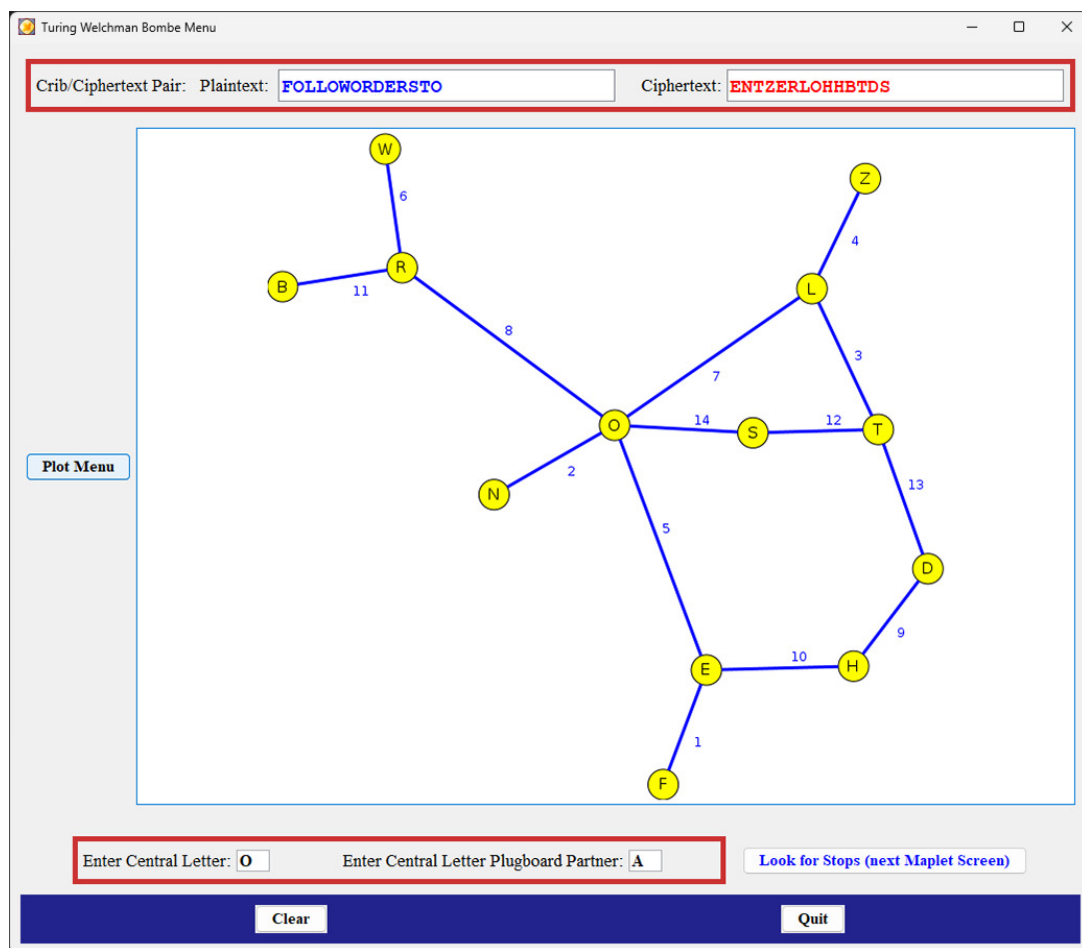 Turing Welchman Bombe Menu
Crib/Ciphertext Pair: Plaintext: FOLLOWORDERSTO Ciphertext: ENTZERLOHHBTDS
W
Z
6
4
R
L
B
11
8
3
7
O
14
S
12
T
Plot Menu
2
13
N
5
D
9
10
E
H
1
F
Enter Central Letter: O Enter Central Letter Plugboard Partner: A Look for Stops (next Maplet Screen)
Clear Quit